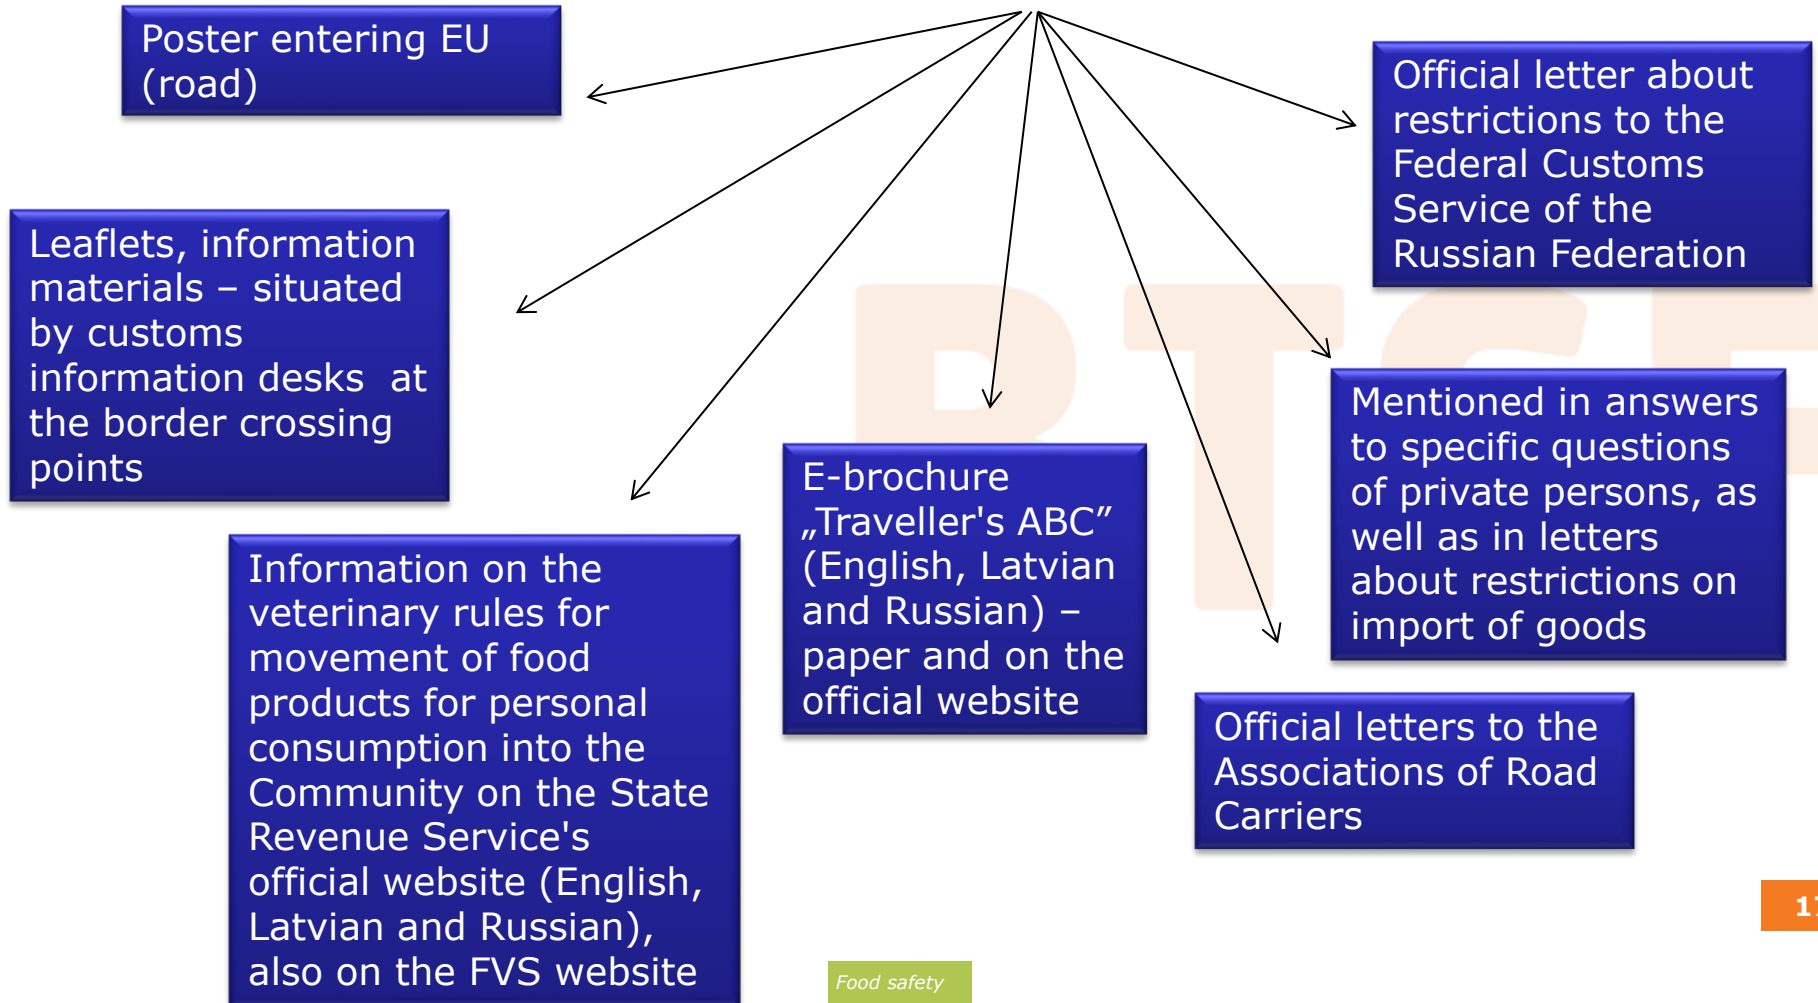 Poster entering EU
(road)
Official letter about
restrictions to the
Federal Customs
Service of the
Russian Federation
Leaflets, information
materials – situated
by customs
information desks  at
the border crossing
points
Mentioned in answers
to specific questions
of private persons, as
well as in letters
about restrictions on
import of goods
E-brochure
„Traveller's ABC”
(English, Latvian
and Russian) –
paper and on the
official website
Information on the
veterinary rules for
movement of food
products for personal
consumption into the
Community on the State
Revenue Service's
official website (English,
Latvian and Russian),
also on the FVS website
Official letters to the
Associations of Road
Carriers
Food safety